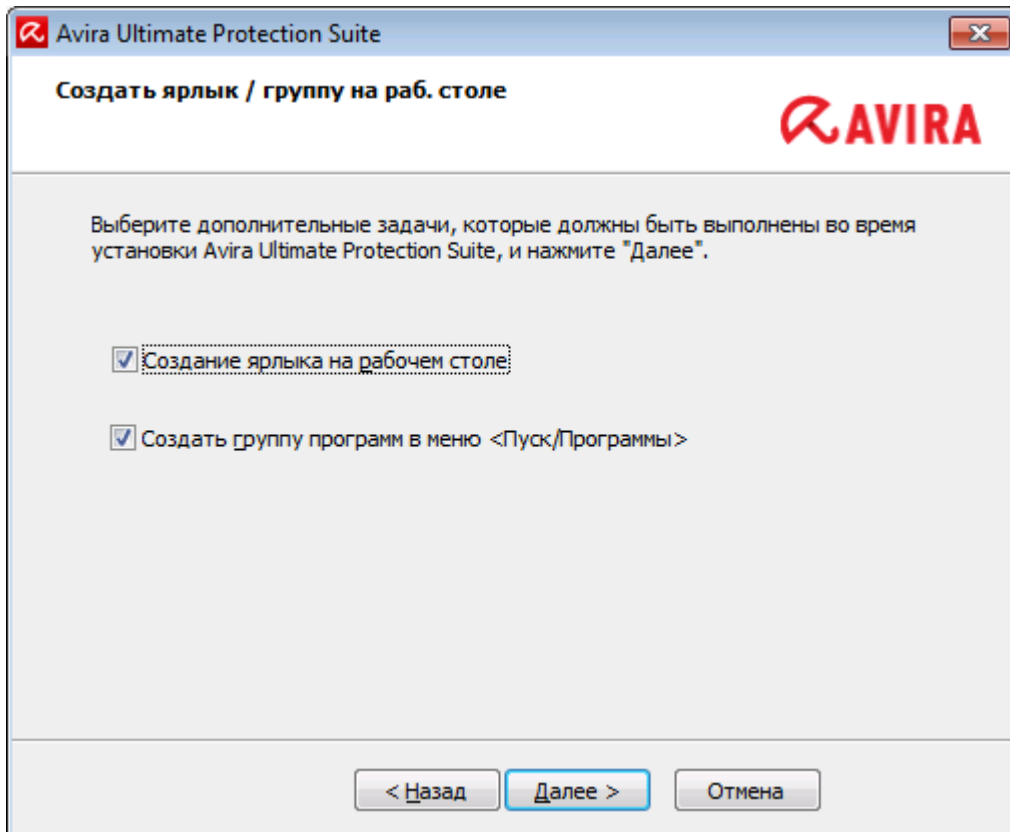 Avira Ultimate Protection Suite
Создать ярлык / группу на раб. столе
AVIRA
Выберите дополнительные задачи, которые должны быть выполнены во время
установки Avira Ultimate Protection Suite, и нажмите "Далее".
Создание ярлыка на рабочем столе
Создать группу программ в меню <Пуск/Программы>
< Назад Далее > Отмена